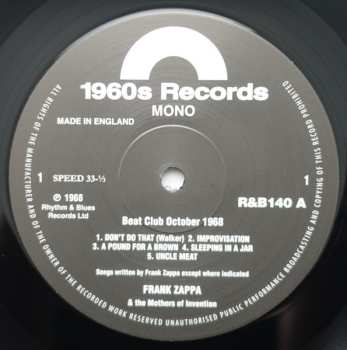 1960s Records
MONO
MADE IN ENGLAND
1 SPEED 33-⅓ 1
℗ 1966 R&B140 A
Rhythm & Blues
Records Ltd
Beat Club October 1968
1. DON'T DO THAT (Walker) 2. IMPROVISATION
3. A POUND FOR A BROWN 4. SLEEPING IN A JAR
5. UNCLE MEAT
Songs written by Frank Zappa except where indicated
FRANK ZAPPA
& the Mothers of Invention
ALL RIGHTS OF THE MANUFACTURER AND OF THE OWNER OF THE RECORDED WORK RESERVED UNAUTHORISED PUBLIC PERFORMANCE BROADCASTING AND COPYING OF THIS RECORD PROHIBITED